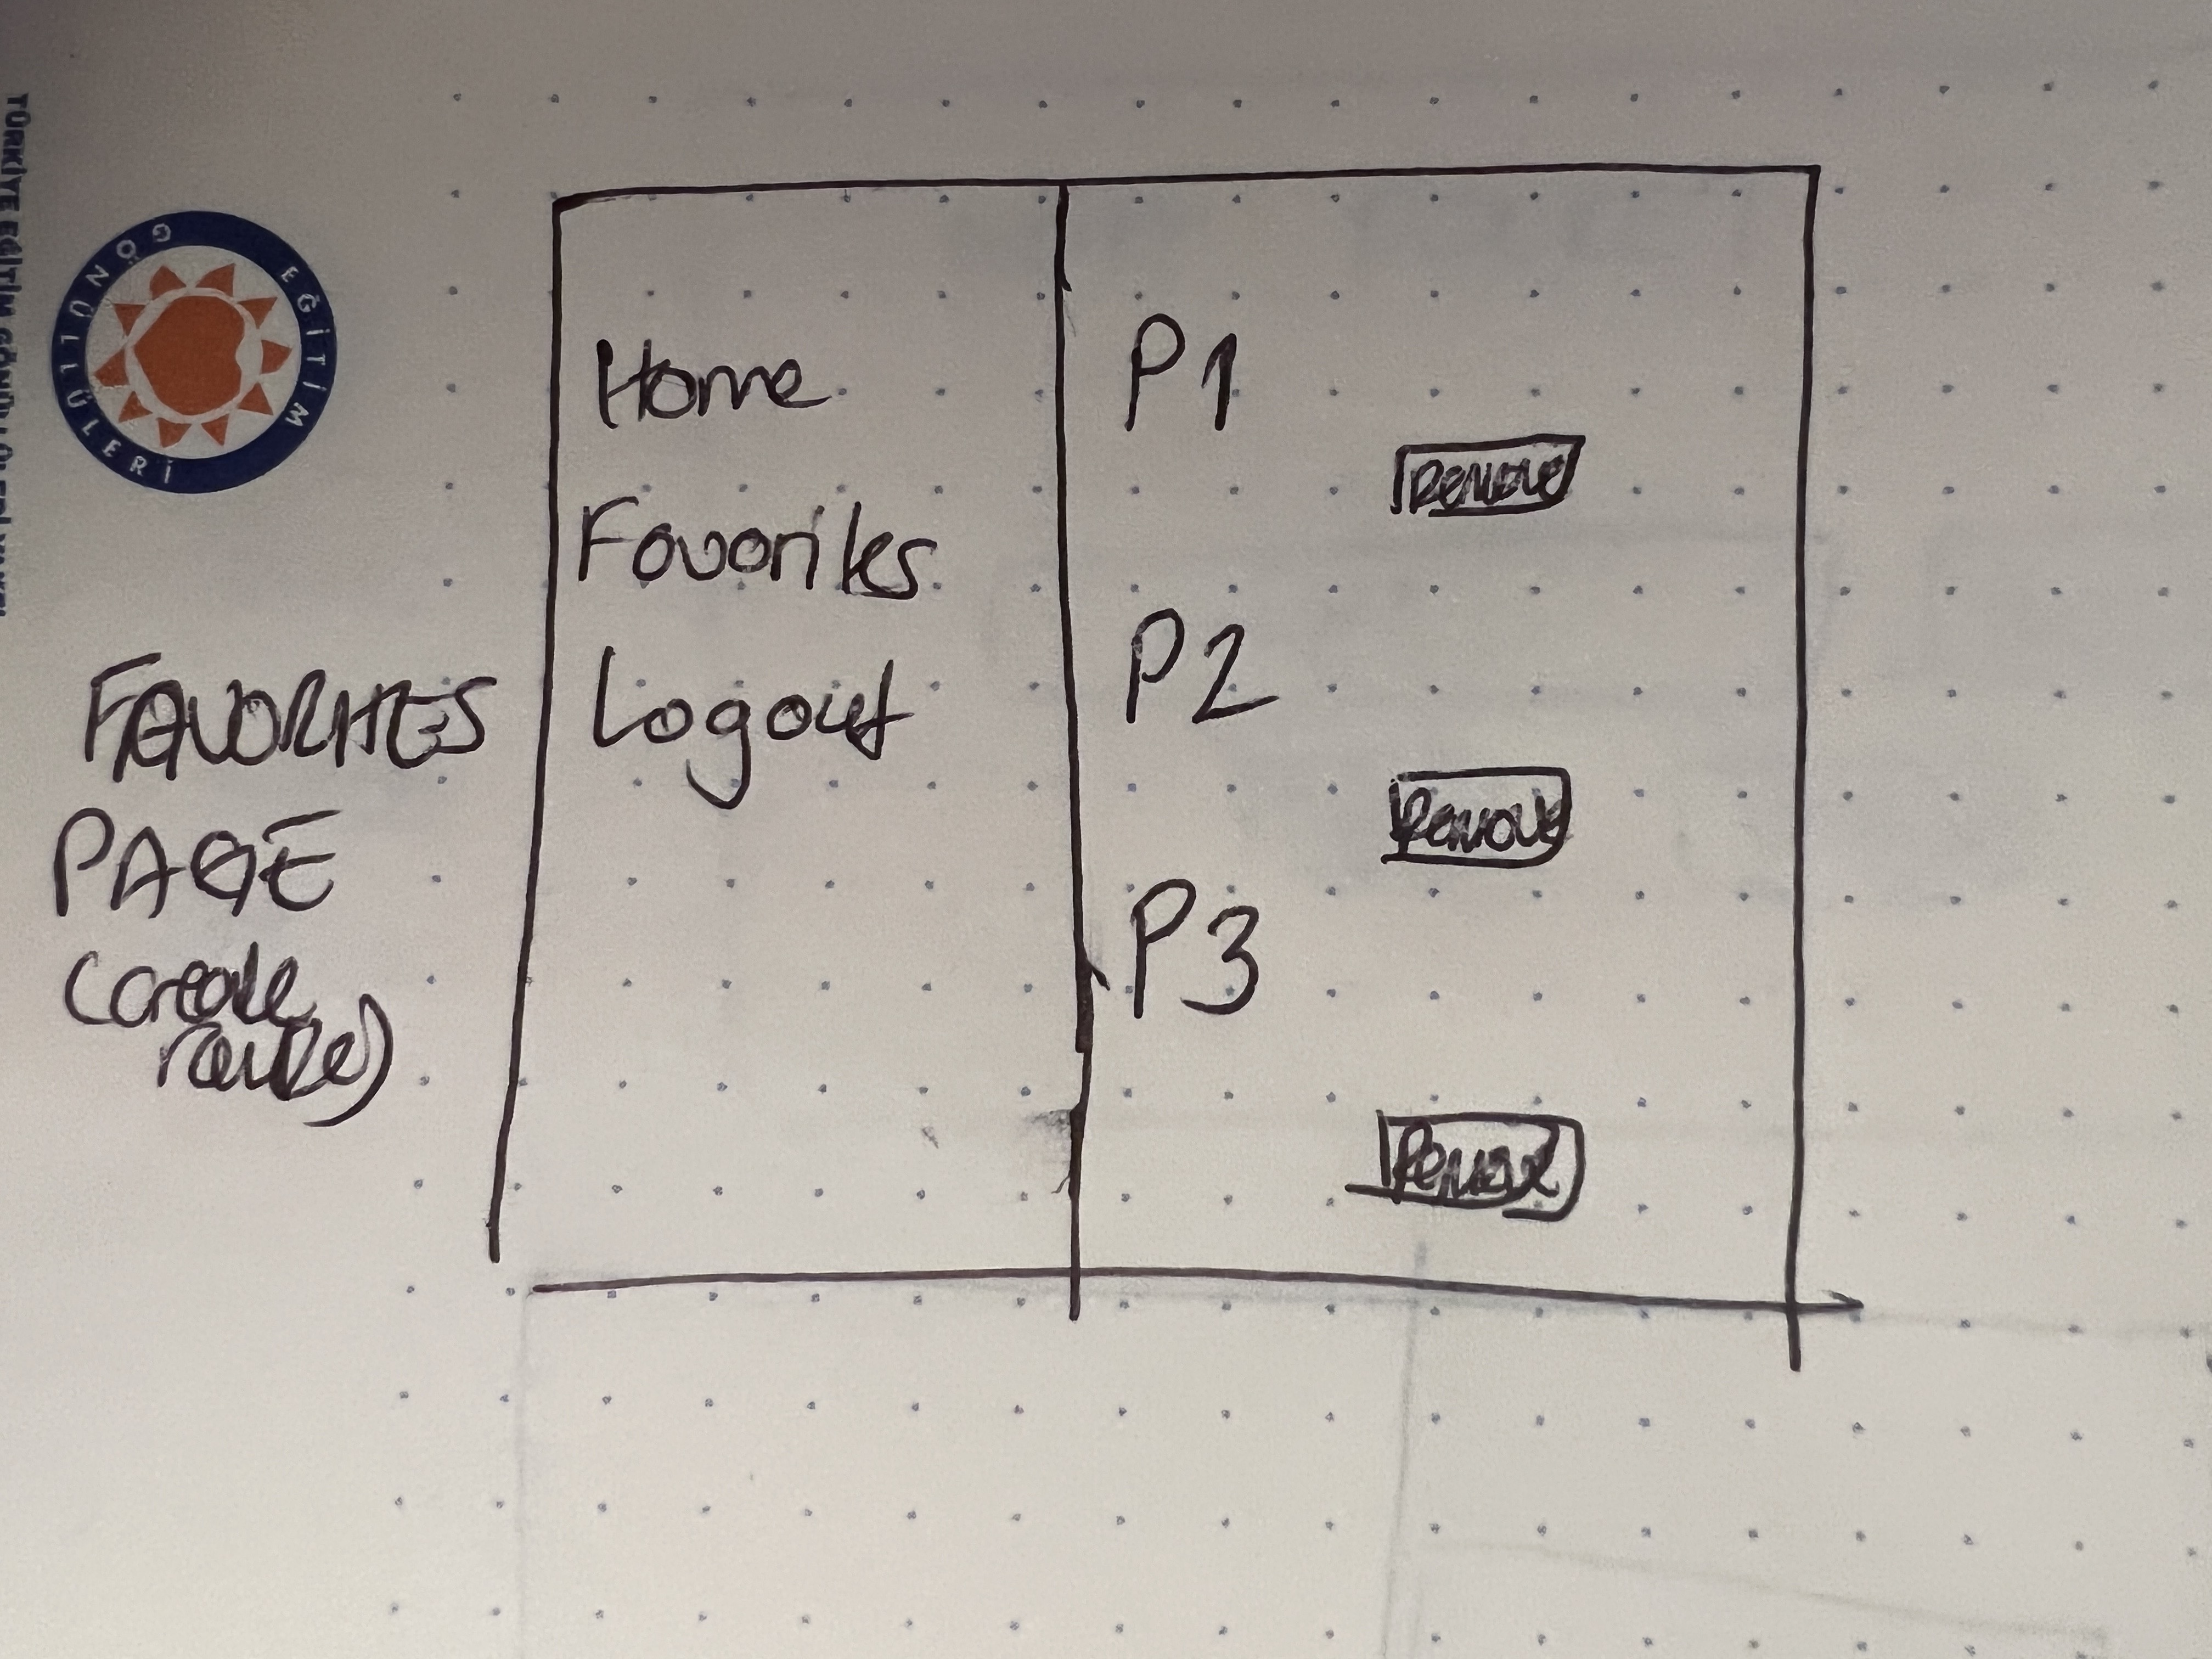 TÜRKİYE EĞİTİM GÖNÜLLÜLERİ VAKFI
EĞİTİM GÖNÜLLÜLERİ
FAVORITES
PAGE
(create
route)
Home
Favorites
Logout
P1
Remove
P2
Remove
P3
Remove